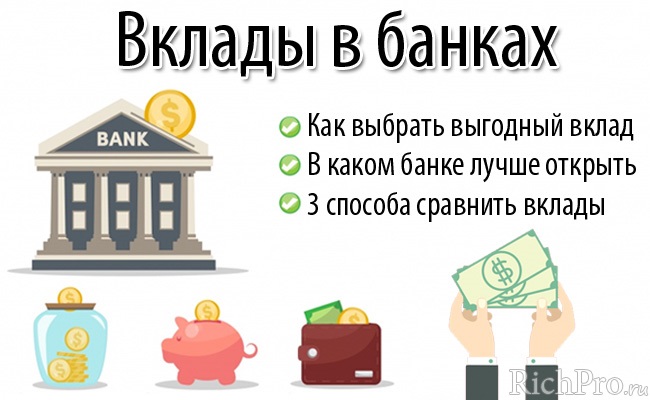 Вклады в банках
BANK
Как выбрать выгодный вклад
В каком банке лучше открыть
3 способа сравнить вклады
RichPro.ru